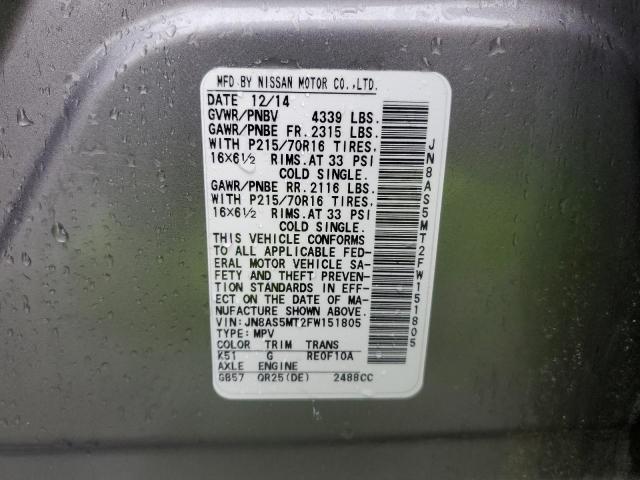 MFD BY NISSAN MOTOR CO.,LTD.
DATE 12/14
GVWR/PNBV 4339 LBS.
GAWR/PNBE FR.2315 LBS.
WITH P215/70R16 TIRES.
16×6½ RIMS.AT 33 PSI
COLD SINGLE.
GAWR/PNBE RR.2116 LBS.
WITH P215/70R16 TIRES.
16×6½ RIMS.AT 33 PSI
COLD SINGLE.
THIS VEHICLE CONFORMS
TO ALL APPLICABLE FED-
ERAL MOTOR VEHICLE SA-
FETY AND THEFT PREVEN-
TION STANDARDS IN EFF-
ECT ON THE DATE OF MA-
NUFACTURE SHOWN ABOVE.
VIN: JN8AS5MT2FW151805
TYPE: MPV
COLOR TRIM TRANS
K51 G RE0F10A
AXLE ENGINE
GB57 QR25(DE) 2488CC
JN8AS5MT2FW151805